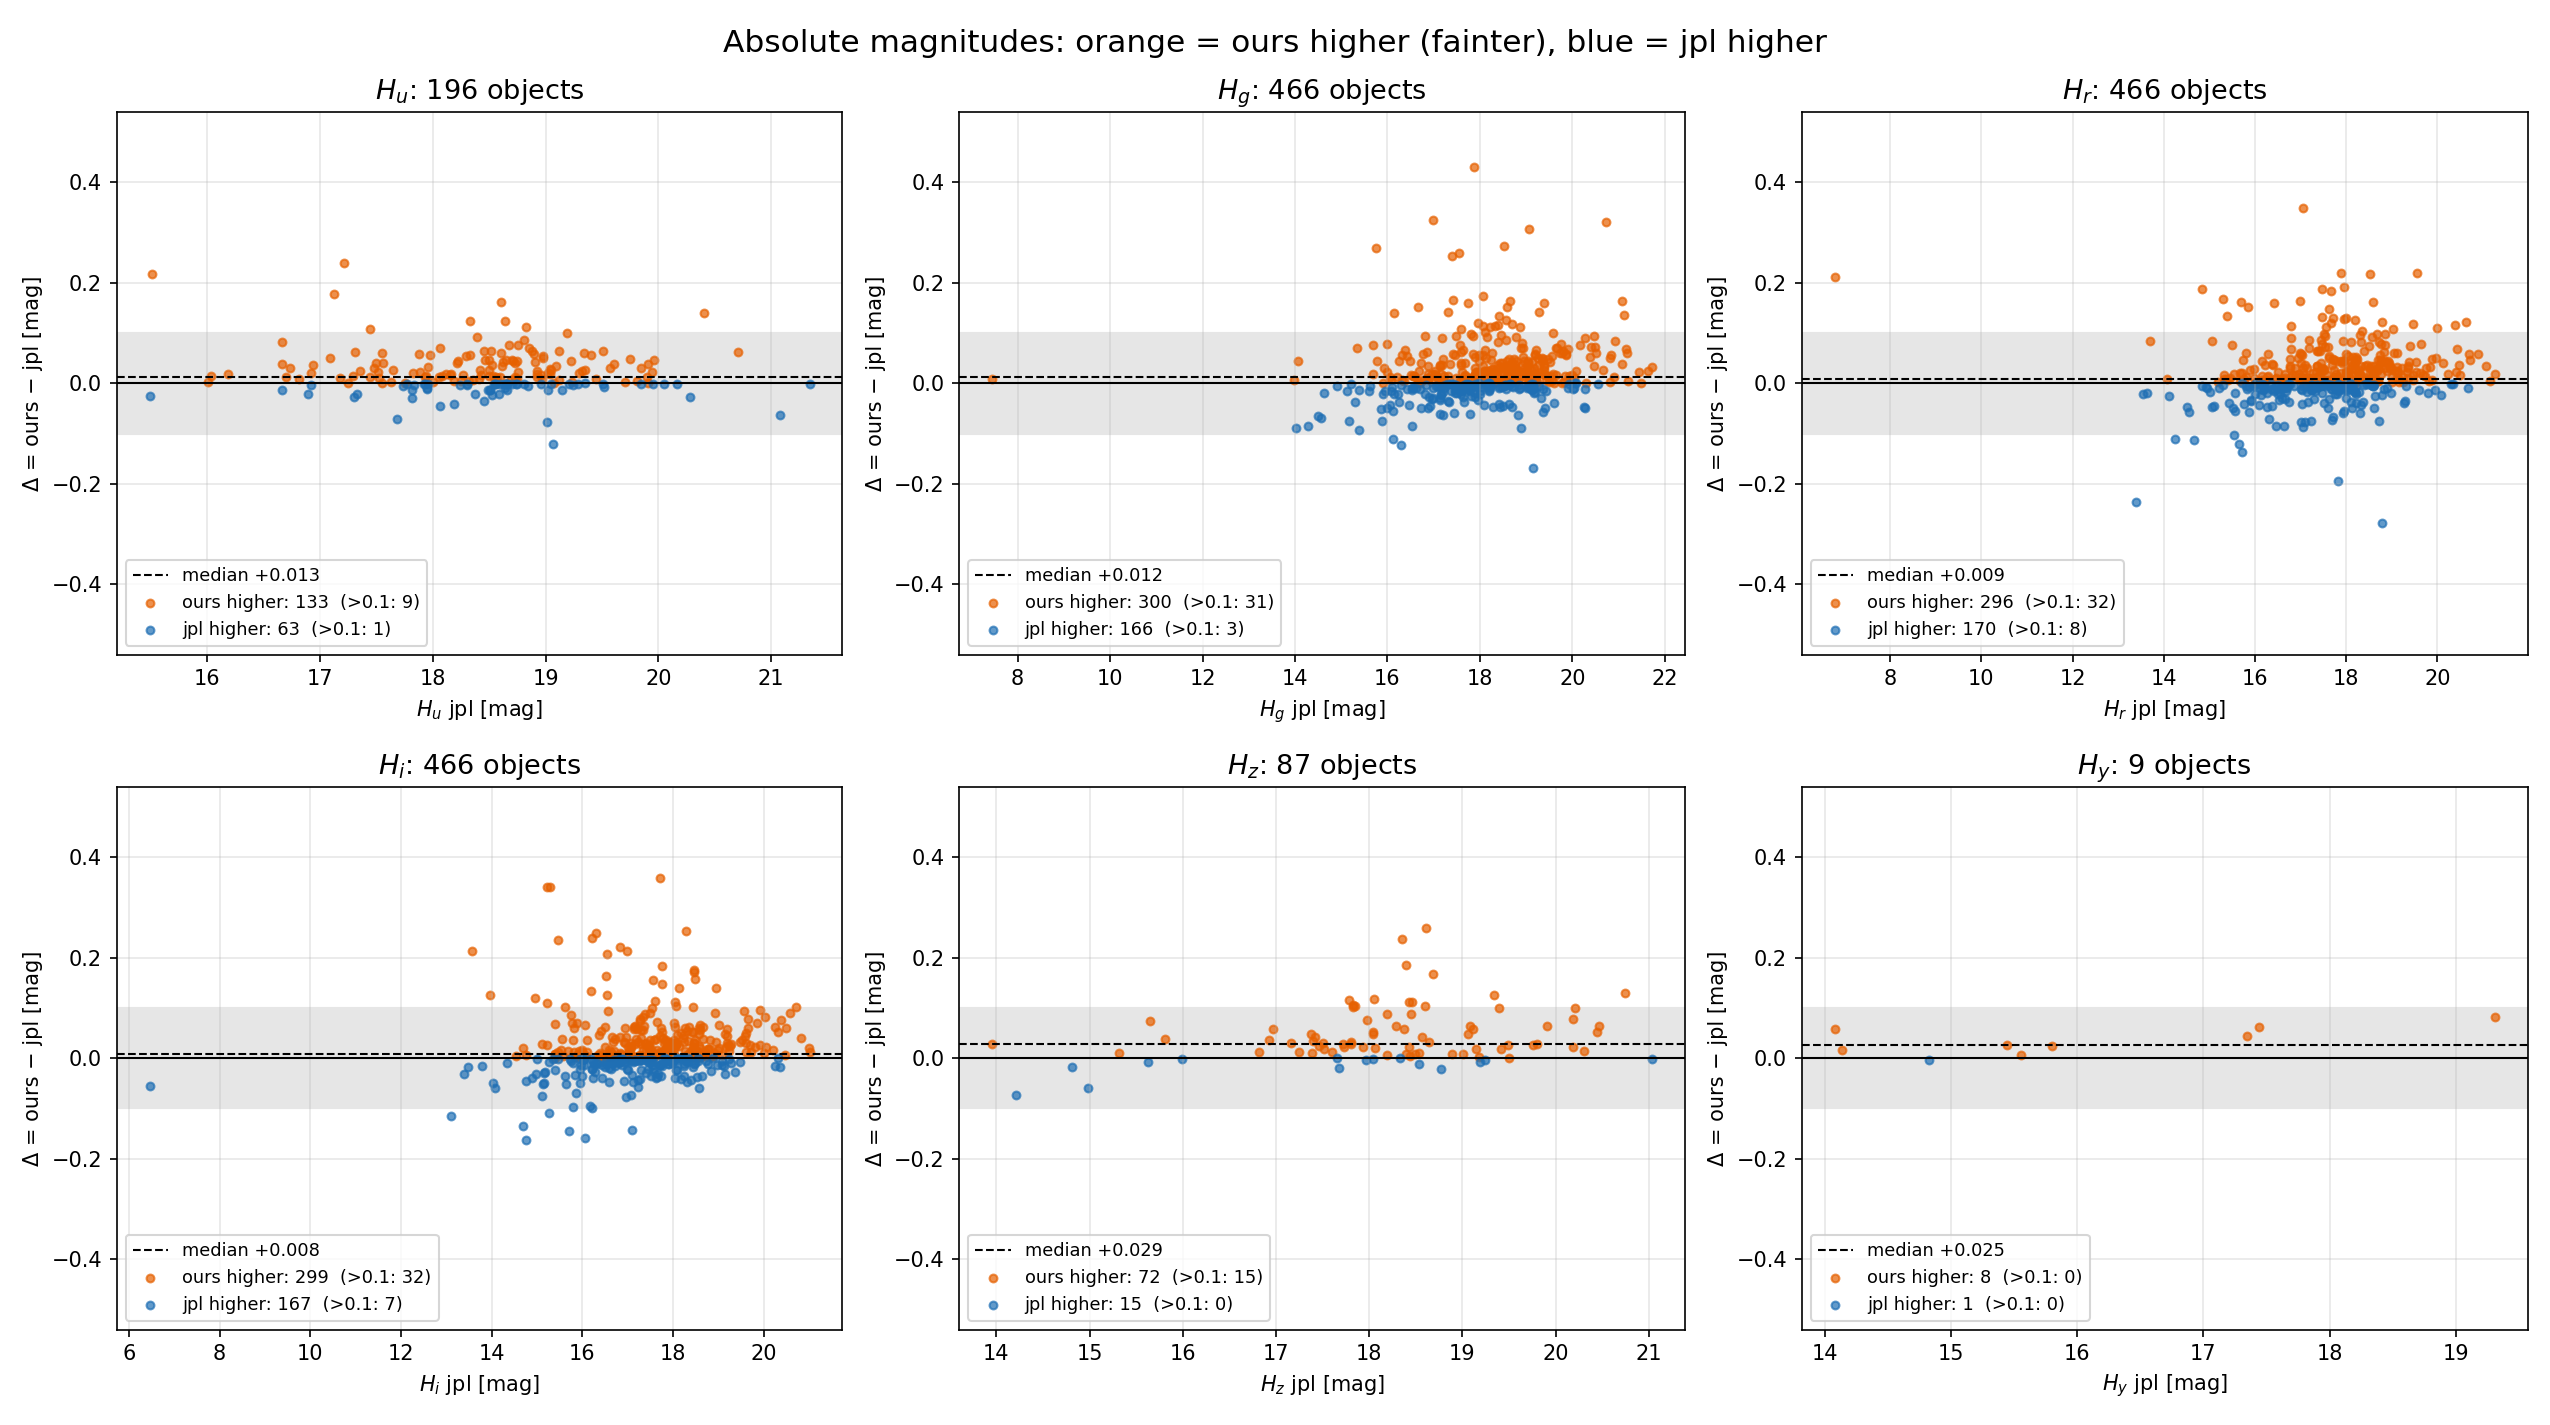 Absolute magnitudes: orange = ours higher (fainter), blue = jpl higher
H_u: 196 objects
0.4
0.2
0.0
−0.2
−0.4
Δ = ours − jpl [mag]
median +0.013
ours higher: 133 (>0.1: 9)
jpl higher: 63 (>0.1: 1)
16 17 18 19 20 21
H_u jpl [mag]
H_g: 466 objects
0.4
0.2
0.0
−0.2
−0.4
Δ = ours − jpl [mag]
median +0.012
ours higher: 300 (>0.1: 31)
jpl higher: 166 (>0.1: 3)
8 10 12 14 16 18 20 22
H_g jpl [mag]
H_r: 466 objects
0.4
0.2
0.0
−0.2
−0.4
Δ = ours − jpl [mag]
median +0.009
ours higher: 296 (>0.1: 32)
jpl higher: 170 (>0.1: 8)
8 10 12 14 16 18 20
H_r jpl [mag]
H_i: 466 objects
0.4
0.2
0.0
−0.2
−0.4
Δ = ours − jpl [mag]
median +0.008
ours higher: 299 (>0.1: 32)
jpl higher: 167 (>0.1: 7)
6 8 10 12 14 16 18 20
H_i jpl [mag]
H_z: 87 objects
0.4
0.2
0.0
−0.2
−0.4
Δ = ours − jpl [mag]
median +0.029
ours higher: 72 (>0.1: 15)
jpl higher: 15 (>0.1: 0)
14 15 16 17 18 19 20 21
H_z jpl [mag]
H_y: 9 objects
0.4
0.2
0.0
−0.2
−0.4
Δ = ours − jpl [mag]
median +0.025
ours higher: 8 (>0.1: 0)
jpl higher: 1 (>0.1: 0)
14 15 16 17 18 19
H_y jpl [mag]